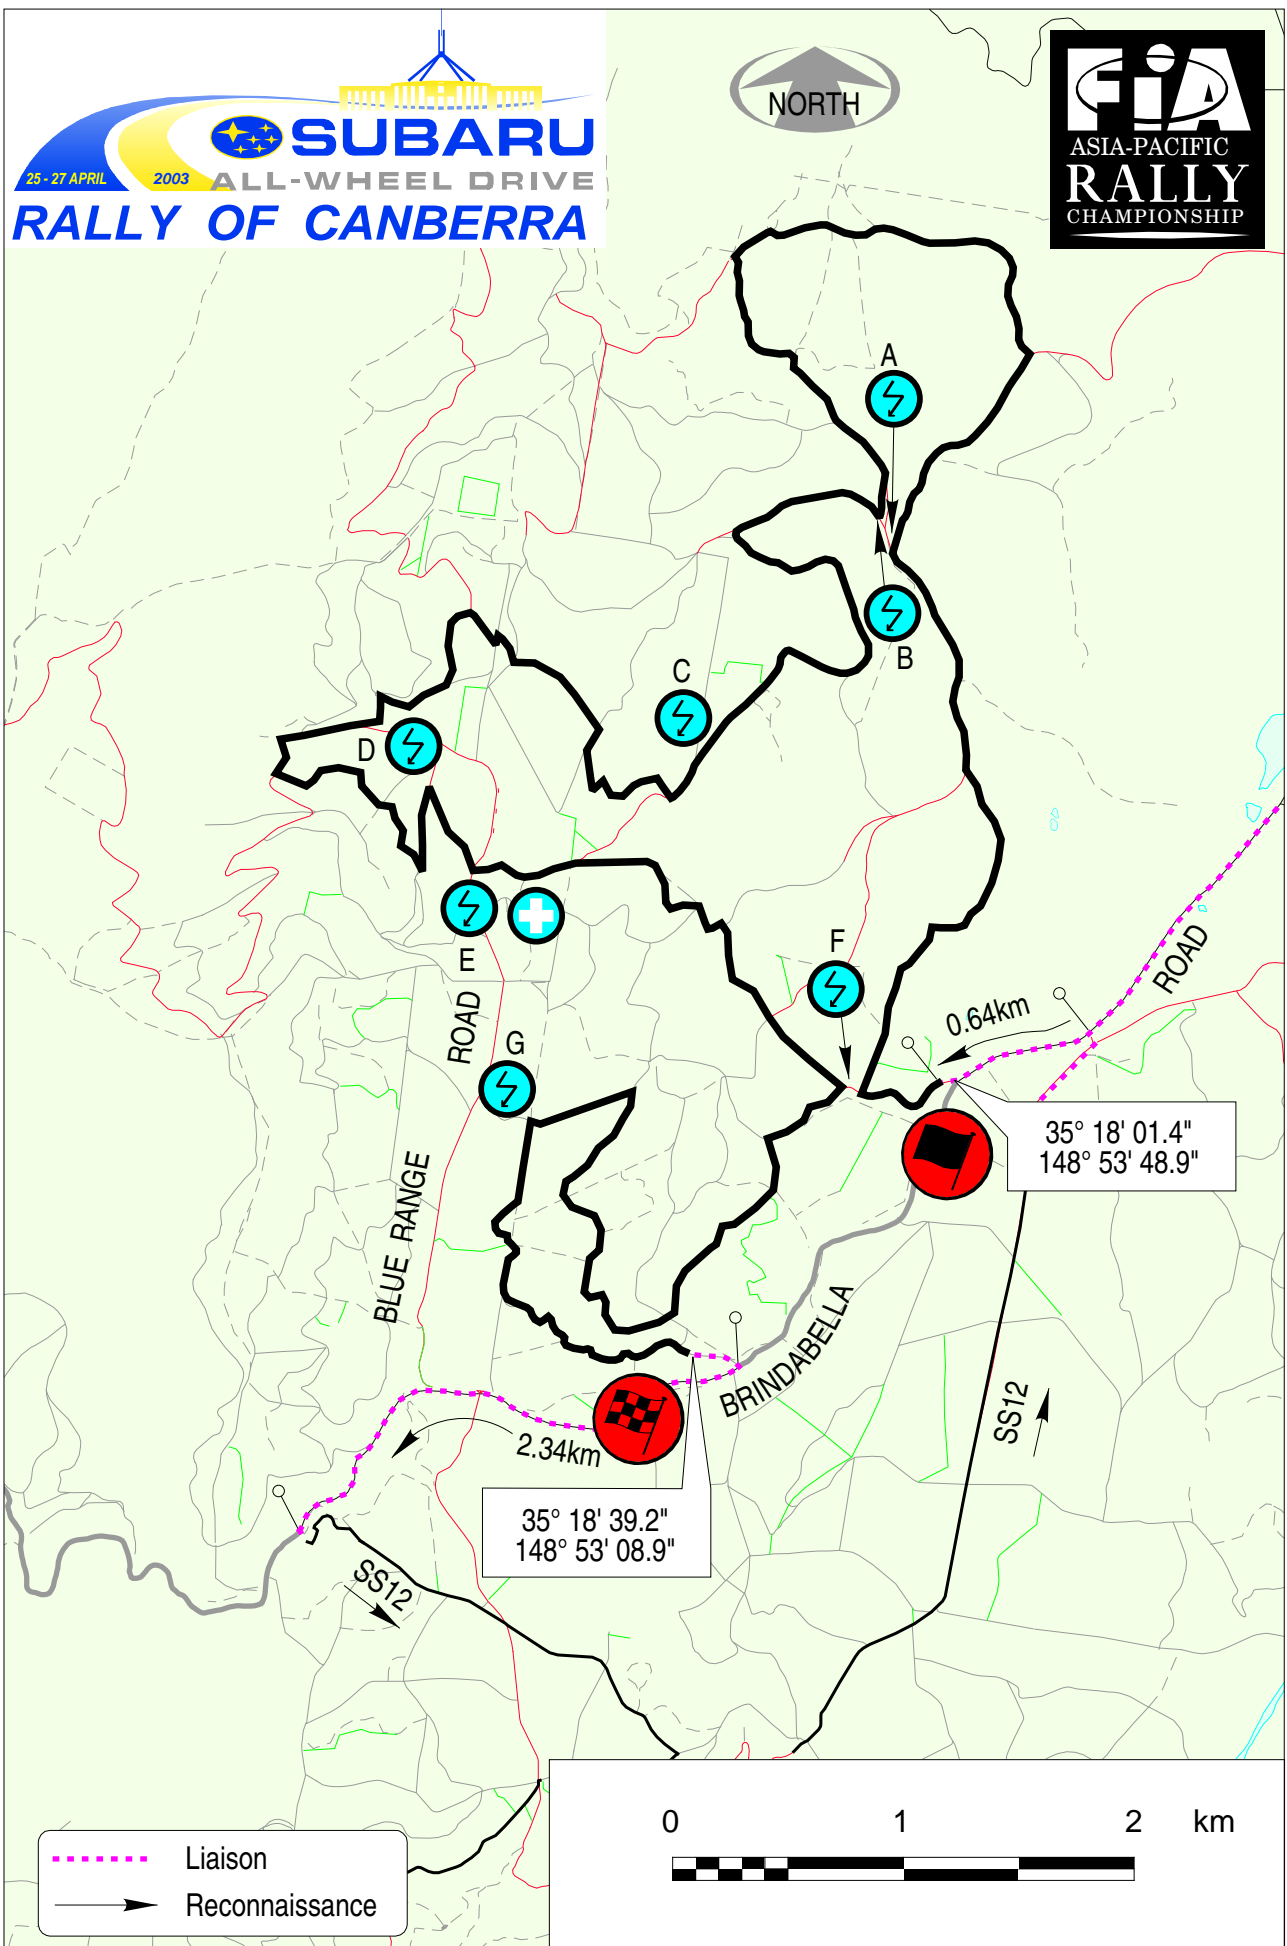 25 - 27 APRIL
2003
SUBARU
ALL-WHEEL DRIVE
RALLY OF CANBERRA
NORTH
FiA
ASIA-PACIFIC
RALLY
CHAMPIONSHIP
A
B
C
D
E
F
G
ROAD
ROAD
0.64km
35° 18' 01.4"
148° 53' 48.9"
BLUE RANGE
BRINDABELLA
SS12
2.34km
35° 18' 39.2"
148° 53' 08.9"
SS12
0 1 2 km
Liaison
Reconnaissance